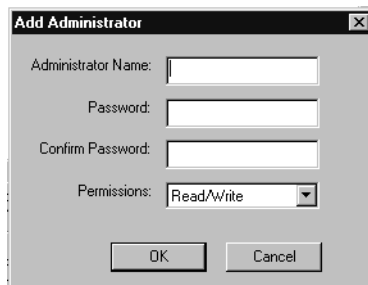 Add Administrator
Administrator Name:
Password:
Confirm Password:
Permissions: Read/Write
OK Cancel